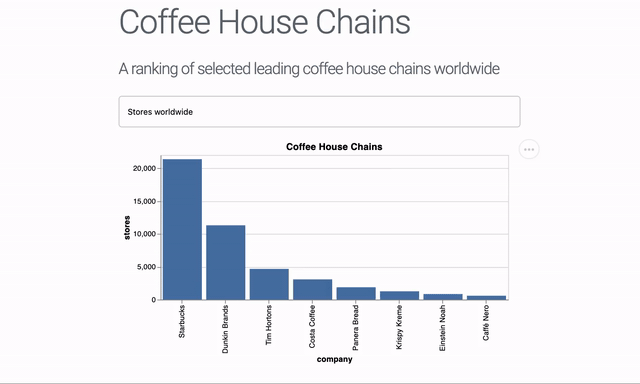 Coffee House Chains
A ranking of selected leading coffee house chains worldwide
Stores worldwide
Coffee House Chains
20,000
15,000
10,000
5,000
0
stores
Starbucks
Dunkin Brands
Tim Hortons
Costa Coffee
Panera Bread
Krispy Kreme
Einstein Noah
Caffè Nero
company